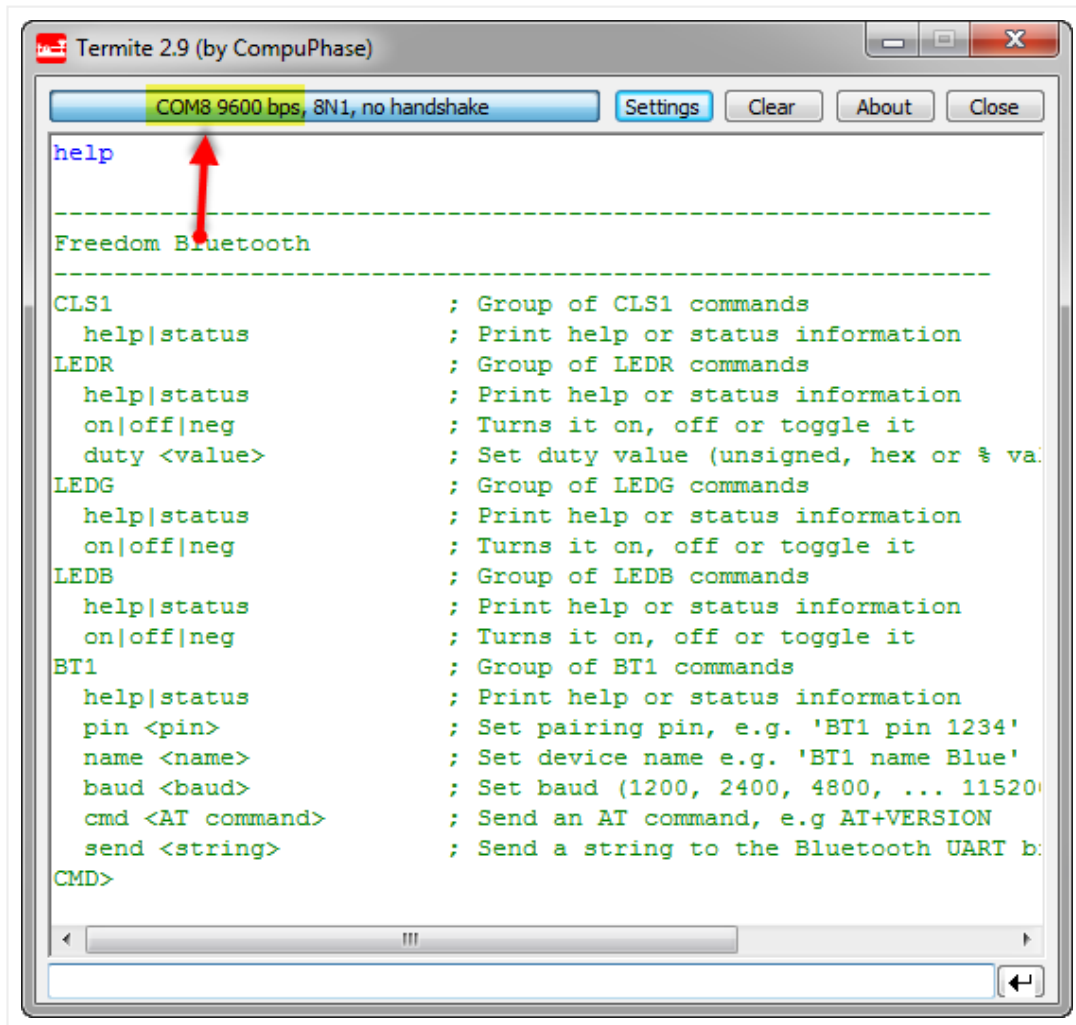 Termite 2.9 (by CompuPhase)
COM8 9600 bps, 8N1, no handshake Settings Clear About Close
help
--------------------------------------------------------------
Freedom Bluetooth
--------------------------------------------------------------
CLS1 ; Group of CLS1 commands
help|status ; Print help or status information
LEDR ; Group of LEDR commands
help|status ; Print help or status information
on|off|neg ; Turns it on, off or toggle it
duty <value> ; Set duty value (unsigned, hex or %
LEDG ; Group of LEDG commands
help|status ; Print help or status information
on|off|neg ; Turns it on, off or toggle it
LEDB ; Group of LEDB commands
help|status ; Print help or status information
on|off|neg ; Turns it on, off or toggle it
BT1 ; Group of BT1 commands
help|status ; Print help or status information
pin <pin> ; Set pairing pin, e.g. 'BT1 pin 1234'
name <name> ; Set device name e.g. 'BT1 name Blue'
baud <baud> ; Set baud (1200, 2400, 4800, ...
cmd <AT command> ; Send an AT command, e.g AT+VERSION
send <string> ; Send a string to the Bluetooth UART
CMD>